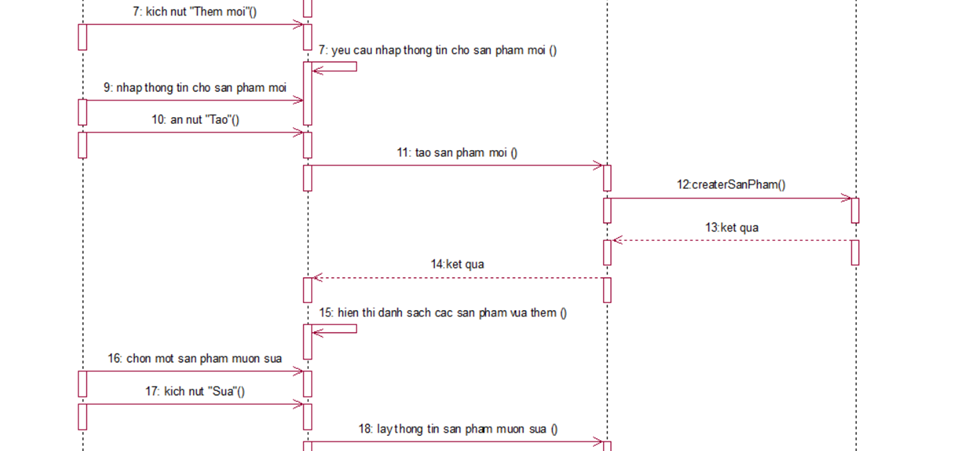 7: kich nut "Them moi"()
7: yeu cau nhap thong tin cho san pham moi ()
9: nhap thong tin cho san pham moi
10: an nut "Tao"()
11: tao san pham moi ()
12:createrSanPham()
13:ket qua
14:ket qua
15: hien thi danh sach cac san pham vua them ()
16: chon mot san pham muon sua
17: kich nut "Sua"()
18: lay thong tin san pham muon sua ()